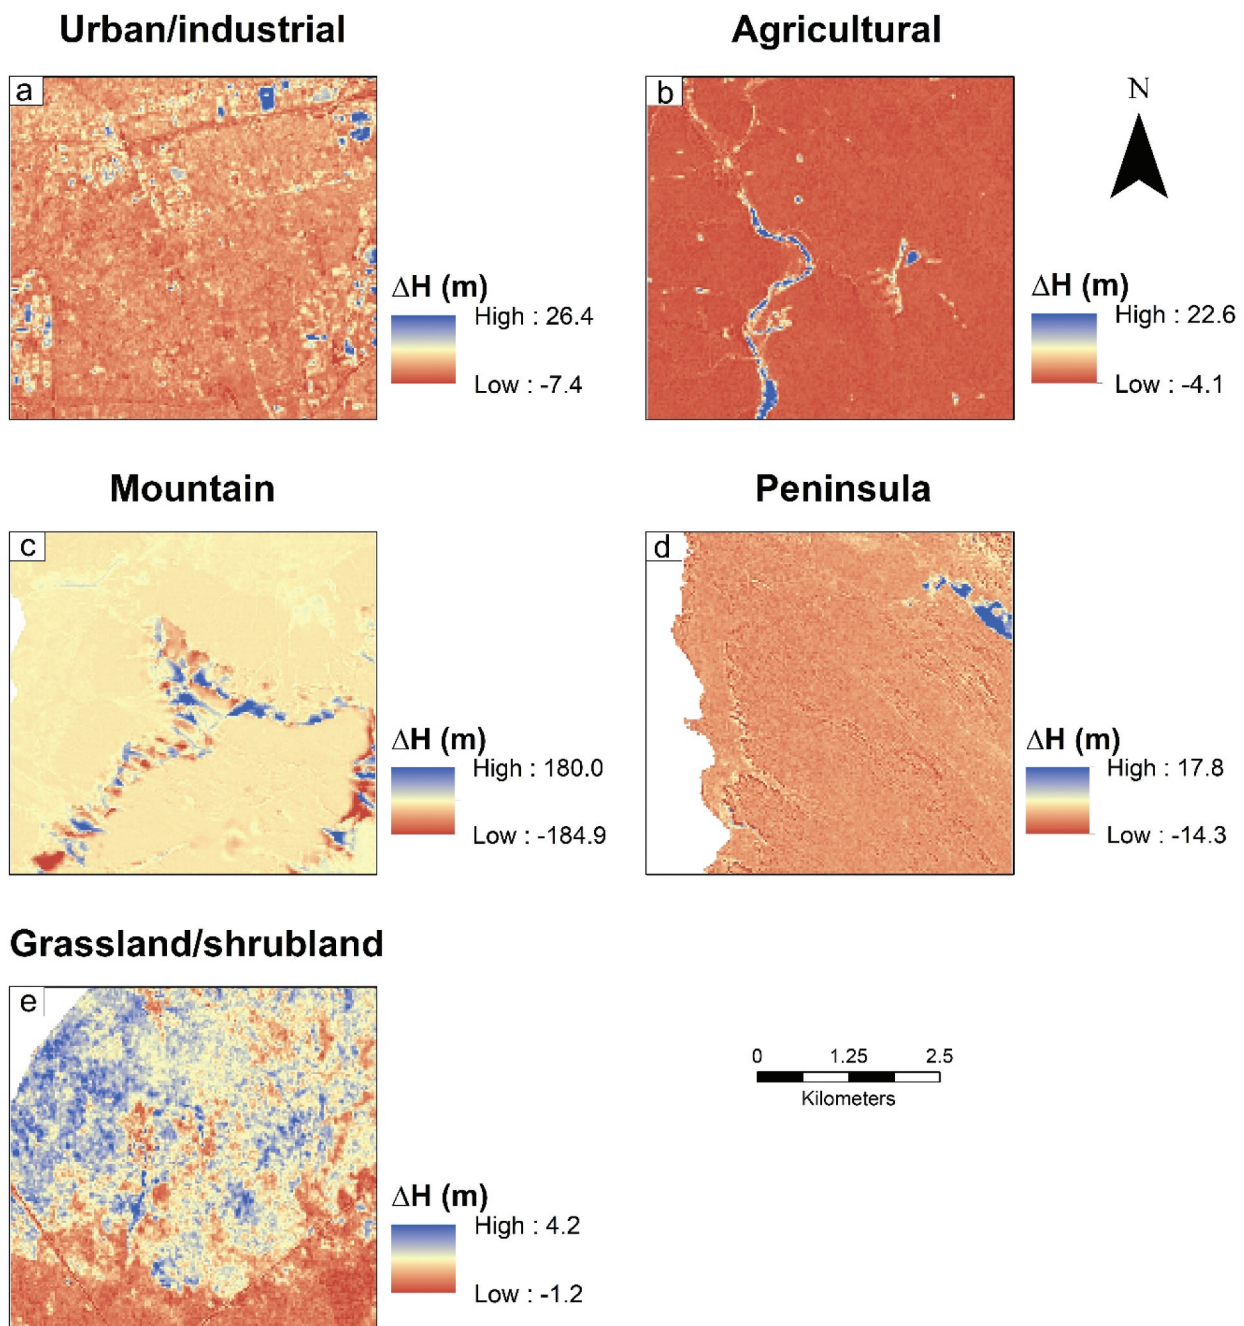 Urban/industrial
Agricultural
a
b
N
ΔH (m)
High : 26.4
Low : -7.4
ΔH (m)
High : 22.6
Low : -4.1
Mountain
Peninsula
c
d
ΔH (m)
High : 180.0
Low : -184.9
ΔH (m)
High : 17.8
Low : -14.3
Grassland/shrubland
e
0 1.25 2.5
Kilometers
ΔH (m)
High : 4.2
Low : -1.2